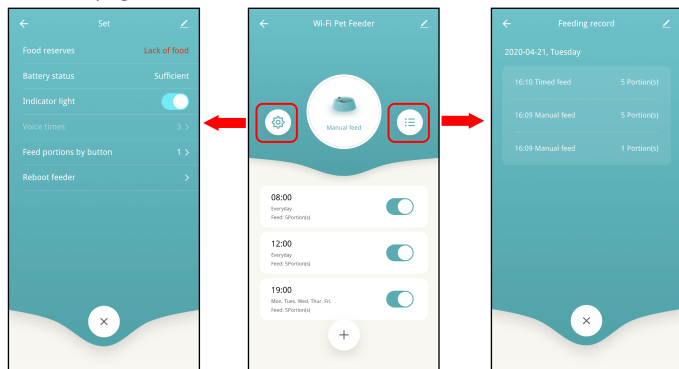 Set
Food reserves Lack of food
Battery status Sufficient
Indicator light
Voice times 3 >
Feed portions by button 1 >
Reboot feeder >
Wi-Fi Pet Feeder
Manual feed
08:00
Everyday
Feed: 5Portion(s)
12:00
Everyday
Feed: 5Portion(s)
19:00
Mon. Tues. Wed. Thur. Fri.
Feed: 5Portion(s)
Feeding record
2020-04-21, Tuesday
16:10 Timed feed 5 Portion(s)
16:09 Manual feed 5 Portion(s)
16:09 Manual feed 1 Portion(s)